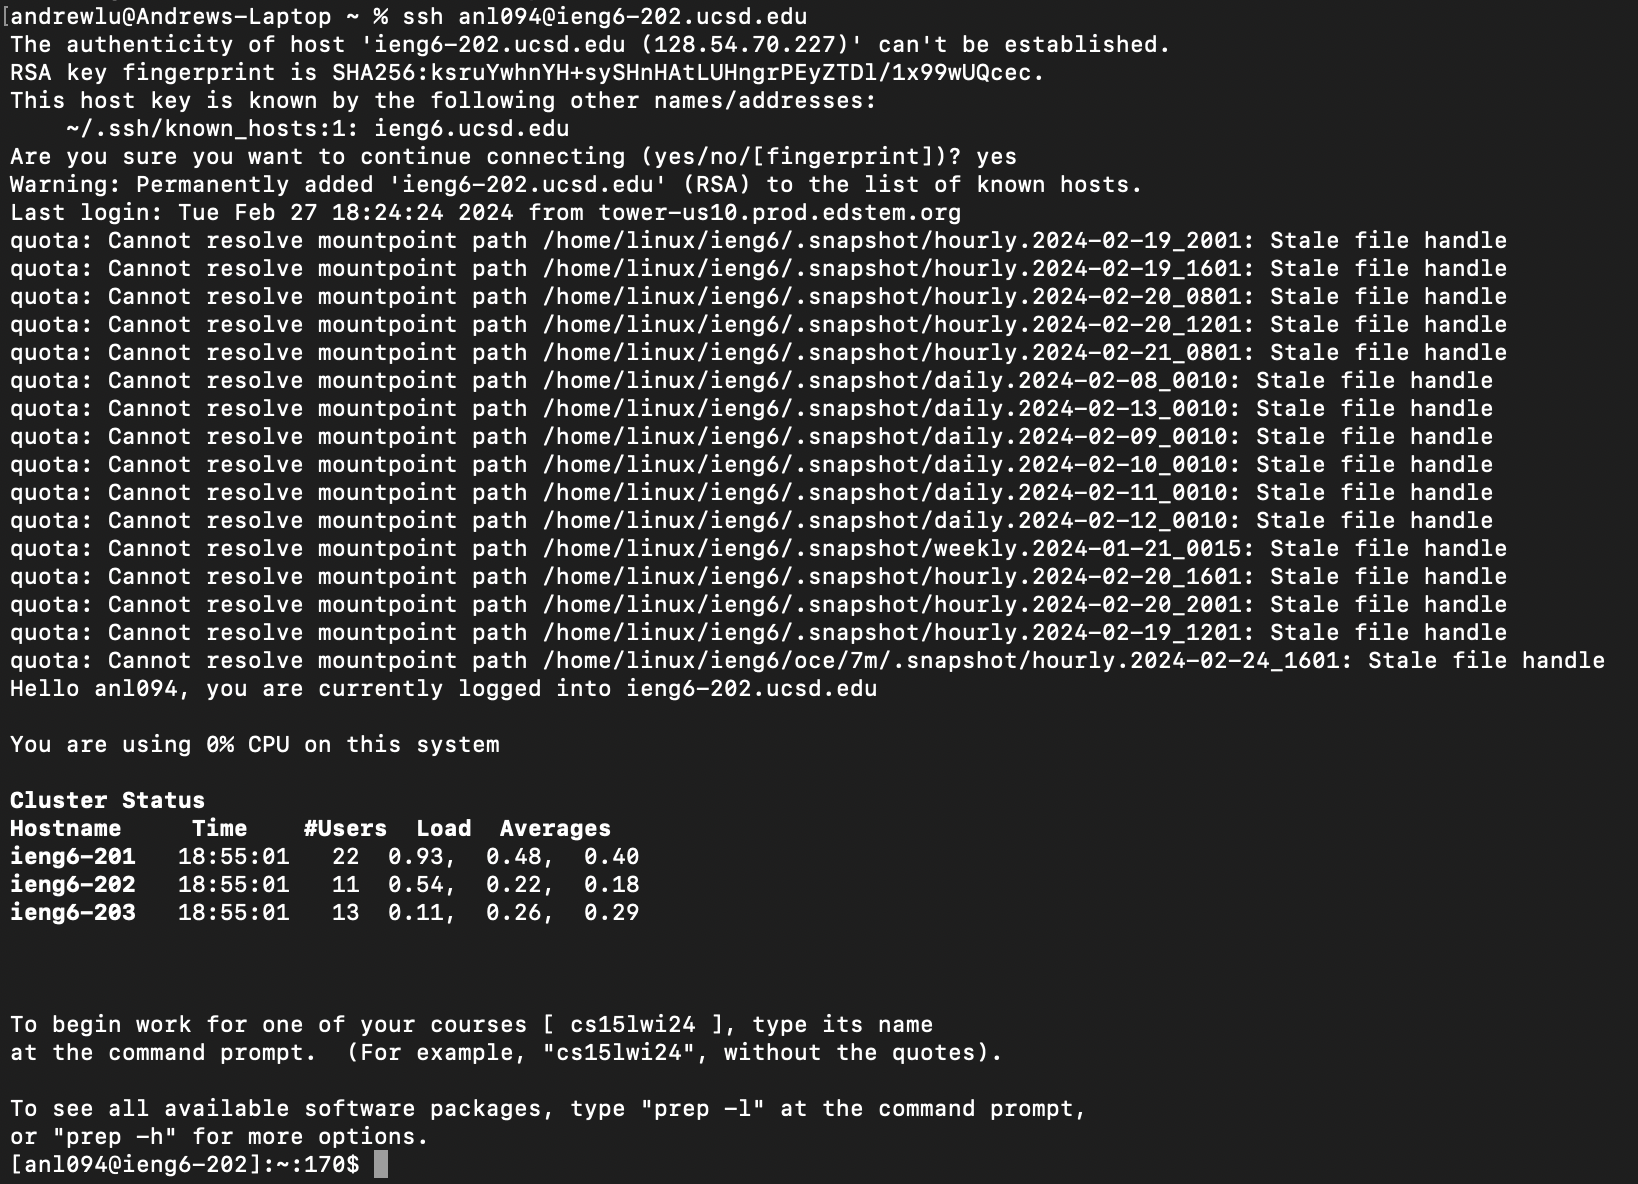 [andrewlu@Andrews-Laptop ~ % ssh anl094@ieng6-202.ucsd.edu
The authenticity of host 'ieng6-202.ucsd.edu (128.54.70.227)' can't be established.
RSA key fingerprint is SHA256:ksruYwhnYH+sySHnHAtLUHngrPEyZTDl/1x99wUQcec.
This host key is known by the following other names/addresses:
    ~/.ssh/known_hosts:1: ieng6.ucsd.edu
Are you sure you want to continue connecting (yes/no/[fingerprint])? yes
Warning: Permanently added 'ieng6-202.ucsd.edu' (RSA) to the list of known hosts.
Last login: Tue Feb 27 18:24:24 2024 from tower-us10.prod.edstem.org
quota: Cannot resolve mountpoint path /home/linux/ieng6/.snapshot/hourly.2024-02-19_2001: Stale file handle
quota: Cannot resolve mountpoint path /home/linux/ieng6/.snapshot/hourly.2024-02-19_1601: Stale file handle
quota: Cannot resolve mountpoint path /home/linux/ieng6/.snapshot/hourly.2024-02-20_0801: Stale file handle
quota: Cannot resolve mountpoint path /home/linux/ieng6/.snapshot/hourly.2024-02-20_1201: Stale file handle
quota: Cannot resolve mountpoint path /home/linux/ieng6/.snapshot/hourly.2024-02-21_0801: Stale file handle
quota: Cannot resolve mountpoint path /home/linux/ieng6/.snapshot/daily.2024-02-08_0010: Stale file handle
quota: Cannot resolve mountpoint path /home/linux/ieng6/.snapshot/daily.2024-02-13_0010: Stale file handle
quota: Cannot resolve mountpoint path /home/linux/ieng6/.snapshot/daily.2024-02-09_0010: Stale file handle
quota: Cannot resolve mountpoint path /home/linux/ieng6/.snapshot/daily.2024-02-10_0010: Stale file handle
quota: Cannot resolve mountpoint path /home/linux/ieng6/.snapshot/daily.2024-02-11_0010: Stale file handle
quota: Cannot resolve mountpoint path /home/linux/ieng6/.snapshot/daily.2024-02-12_0010: Stale file handle
quota: Cannot resolve mountpoint path /home/linux/ieng6/.snapshot/weekly.2024-01-21_0015: Stale file handle
quota: Cannot resolve mountpoint path /home/linux/ieng6/.snapshot/hourly.2024-02-20_1601: Stale file handle
quota: Cannot resolve mountpoint path /home/linux/ieng6/.snapshot/hourly.2024-02-20_2001: Stale file handle
quota: Cannot resolve mountpoint path /home/linux/ieng6/.snapshot/hourly.2024-02-19_1201: Stale file handle
quota: Cannot resolve mountpoint path /home/linux/ieng6/oce/7m/.snapshot/hourly.2024-02-24_1601: Stale file handle
Hello anl094, you are currently logged into ieng6-202.ucsd.edu

You are using 0% CPU on this system

Cluster Status
Hostname     Time    #Users  Load  Averages
ieng6-201   18:55:01   22  0.93,  0.48,  0.40
ieng6-202   18:55:01   11  0.54,  0.22,  0.18
ieng6-203   18:55:01   13  0.11,  0.26,  0.29

To begin work for one of your courses [ cs15lwi24 ], type its name
at the command prompt.  (For example, "cs15lwi24", without the quotes).

To see all available software packages, type "prep -l" at the command prompt,
or "prep -h" for more options.
[anl094@ieng6-202]:~:170$